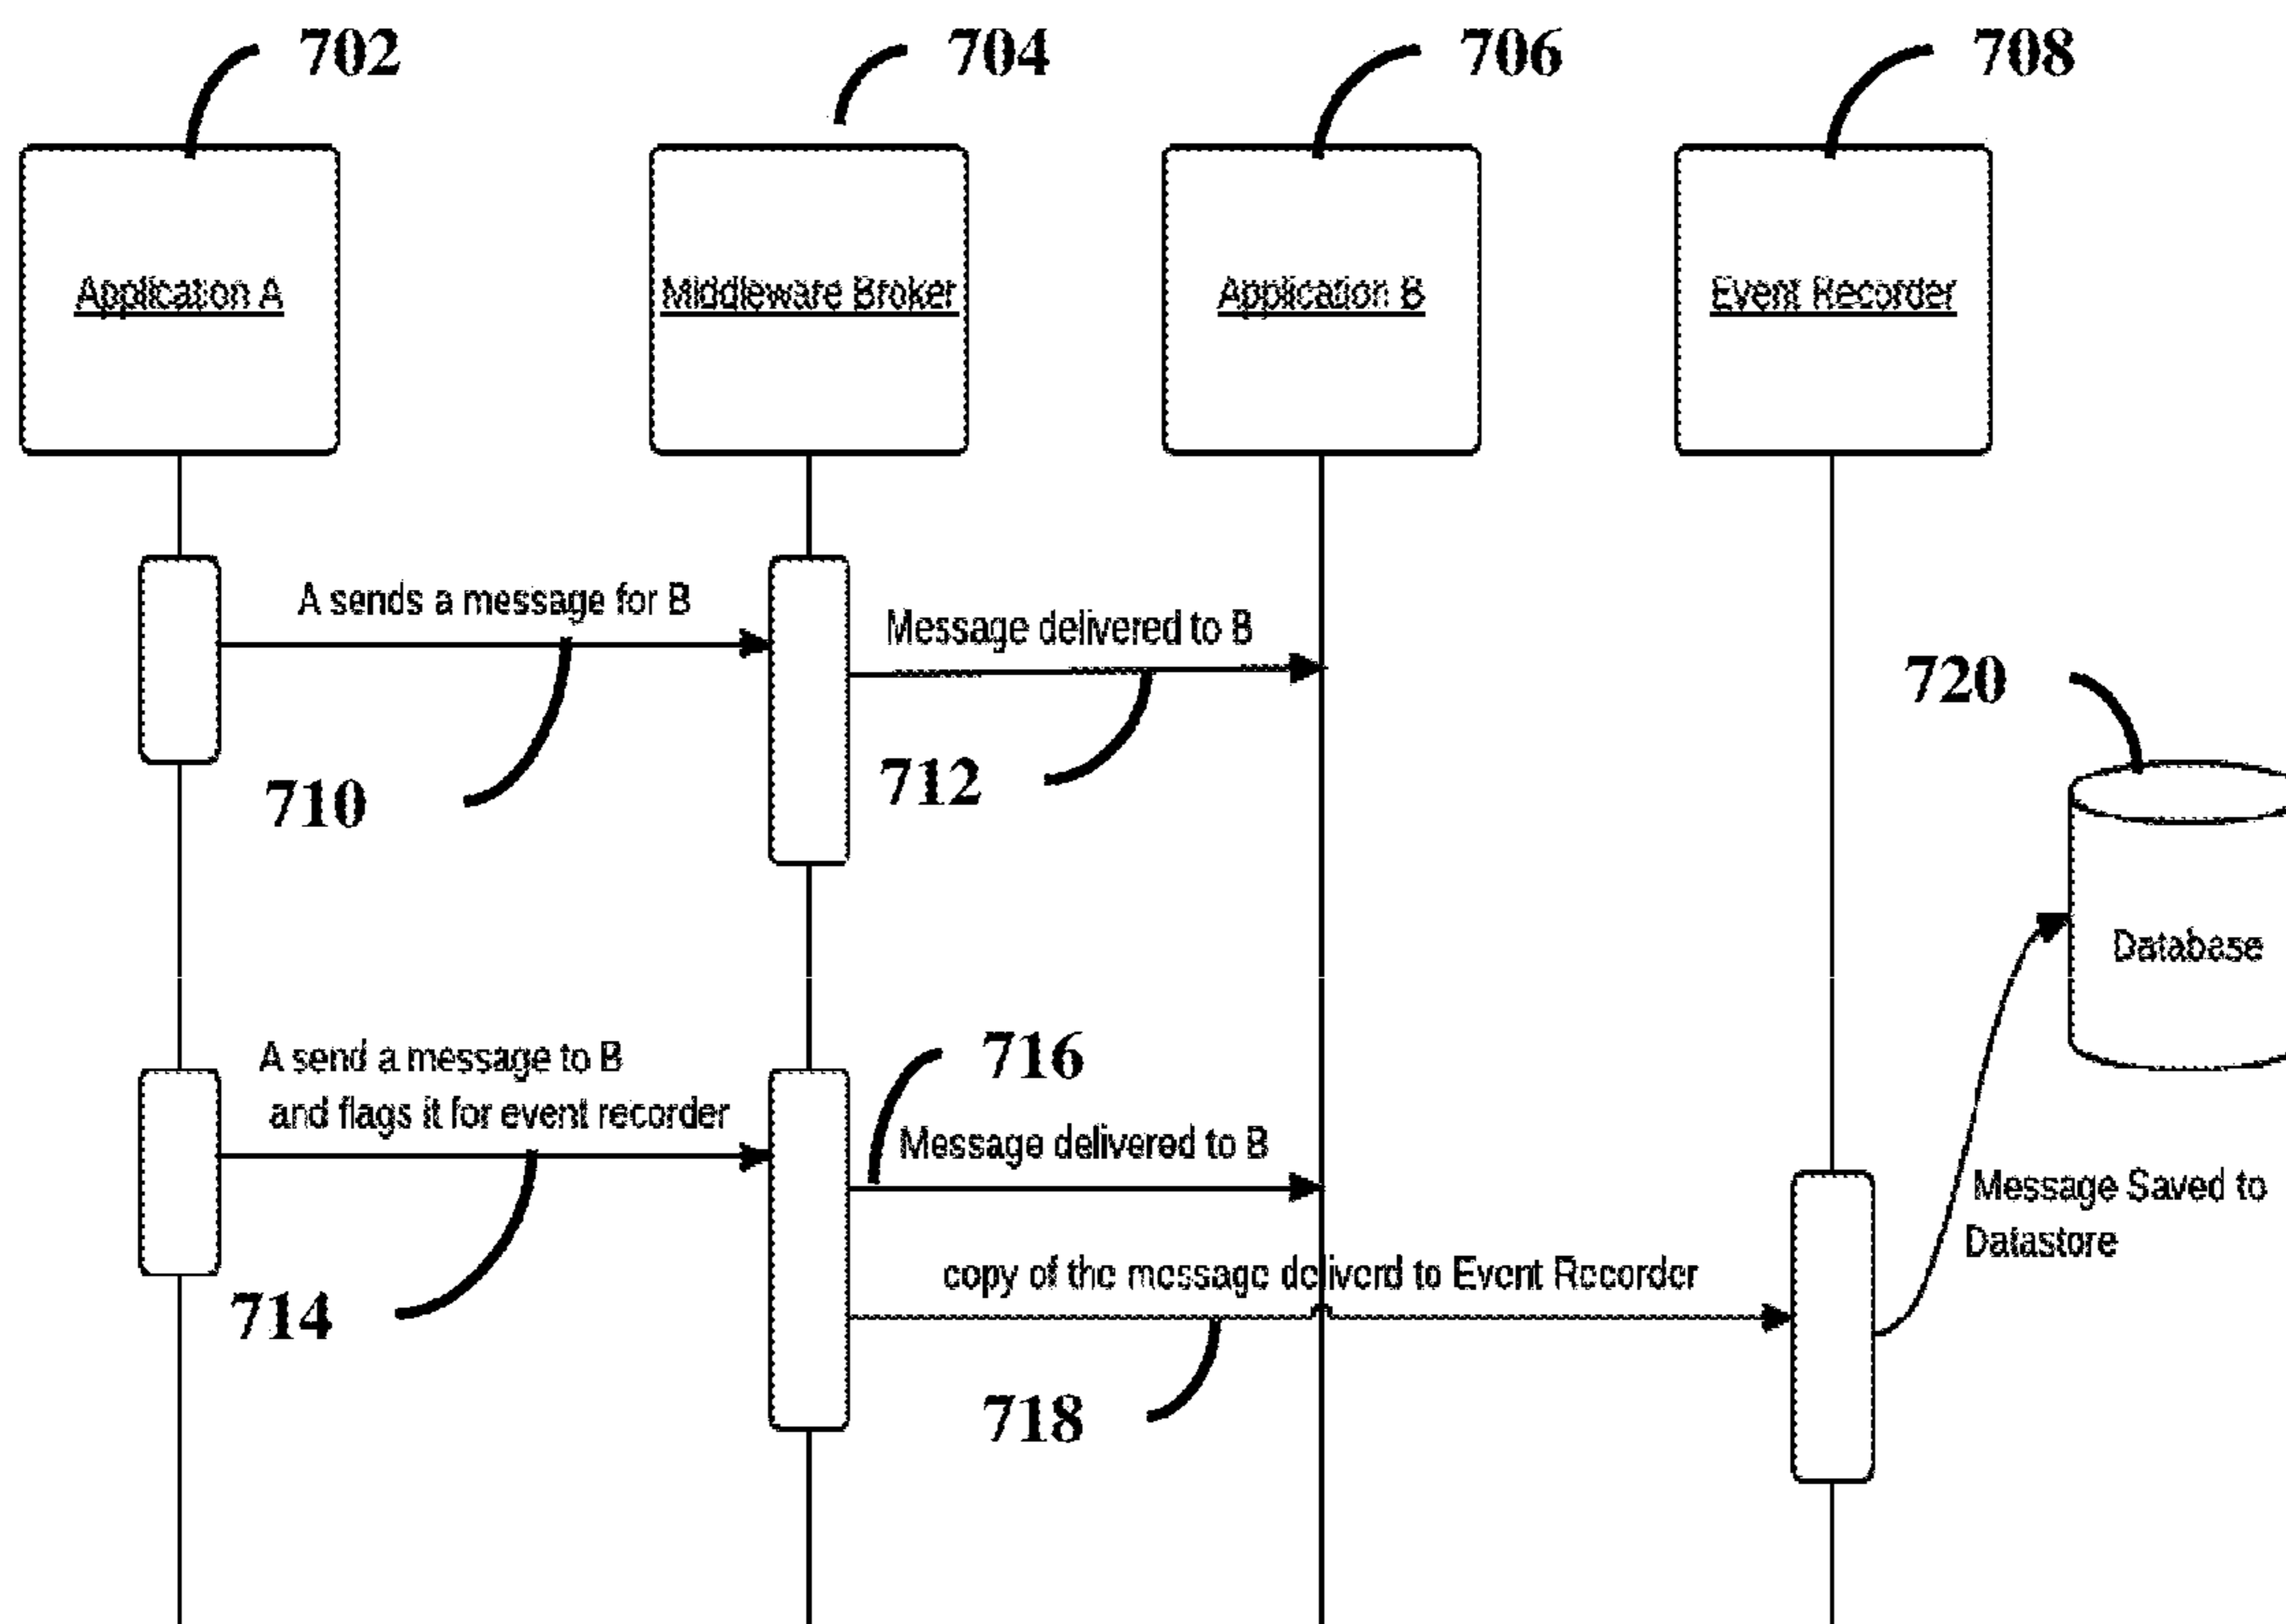 702
704
706
708
Application A
Middleware Broker
Application B
Event Recorder
A sends a message for B
Message delivered to B
710
712
720
Database
A send a message to B
and flags it for event recorder
716
Message delivered to B
714
copy of the message deliverd to Event Recorder
718
Message Saved to
Datastore